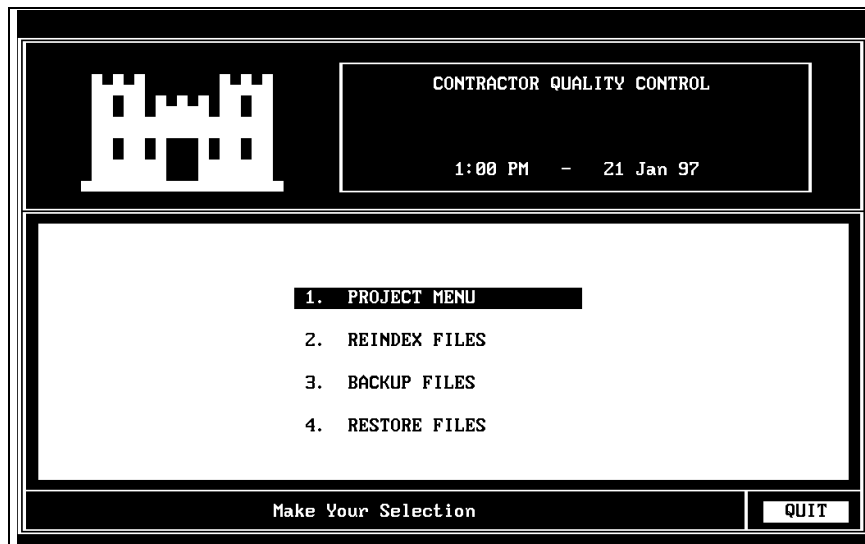 CONTRACTOR QUALITY CONTROL
1:00 PM - 21 Jan 97
1. PROJECT MENU
2. REINDEX FILES
3. BACKUP FILES
4. RESTORE FILES
Make Your Selection
QUIT